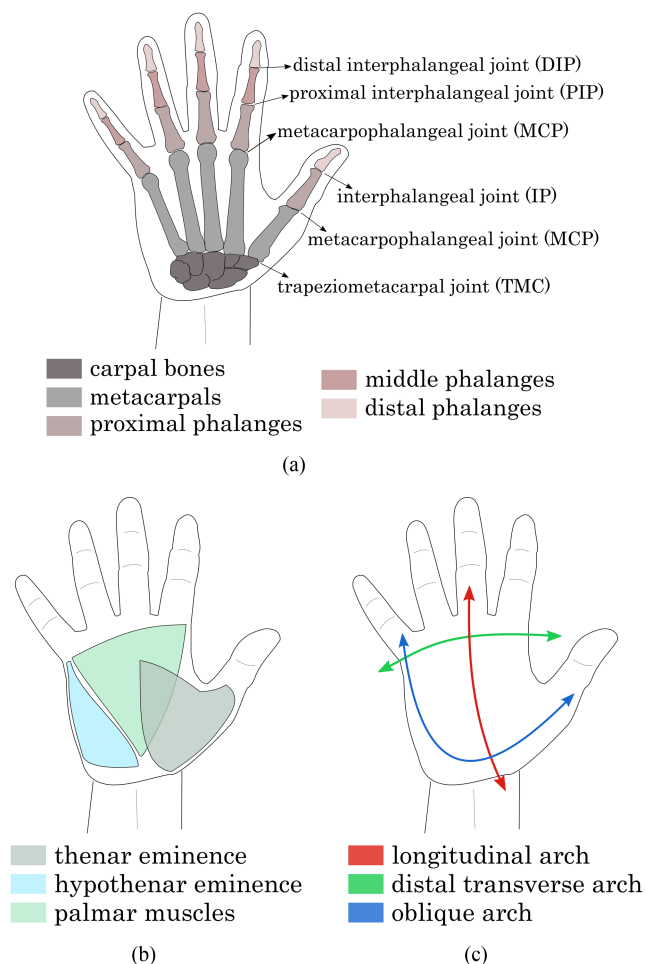 distal interphalangeal joint (DIP)
proximal interphalangeal joint (PIP)
metacarpophalangeal joint (MCP)
interphalangeal joint (IP)
metacarpophalangeal joint (MCP)
trapeziometacarpal joint (TMC)
carpal bones
metacarpals
proximal phalanges
middle phalanges
distal phalanges
(a)
thenar eminence
hypothenar eminence
palmar muscles
(b)
longitudinal arch
distal transverse arch
oblique arch
(c)